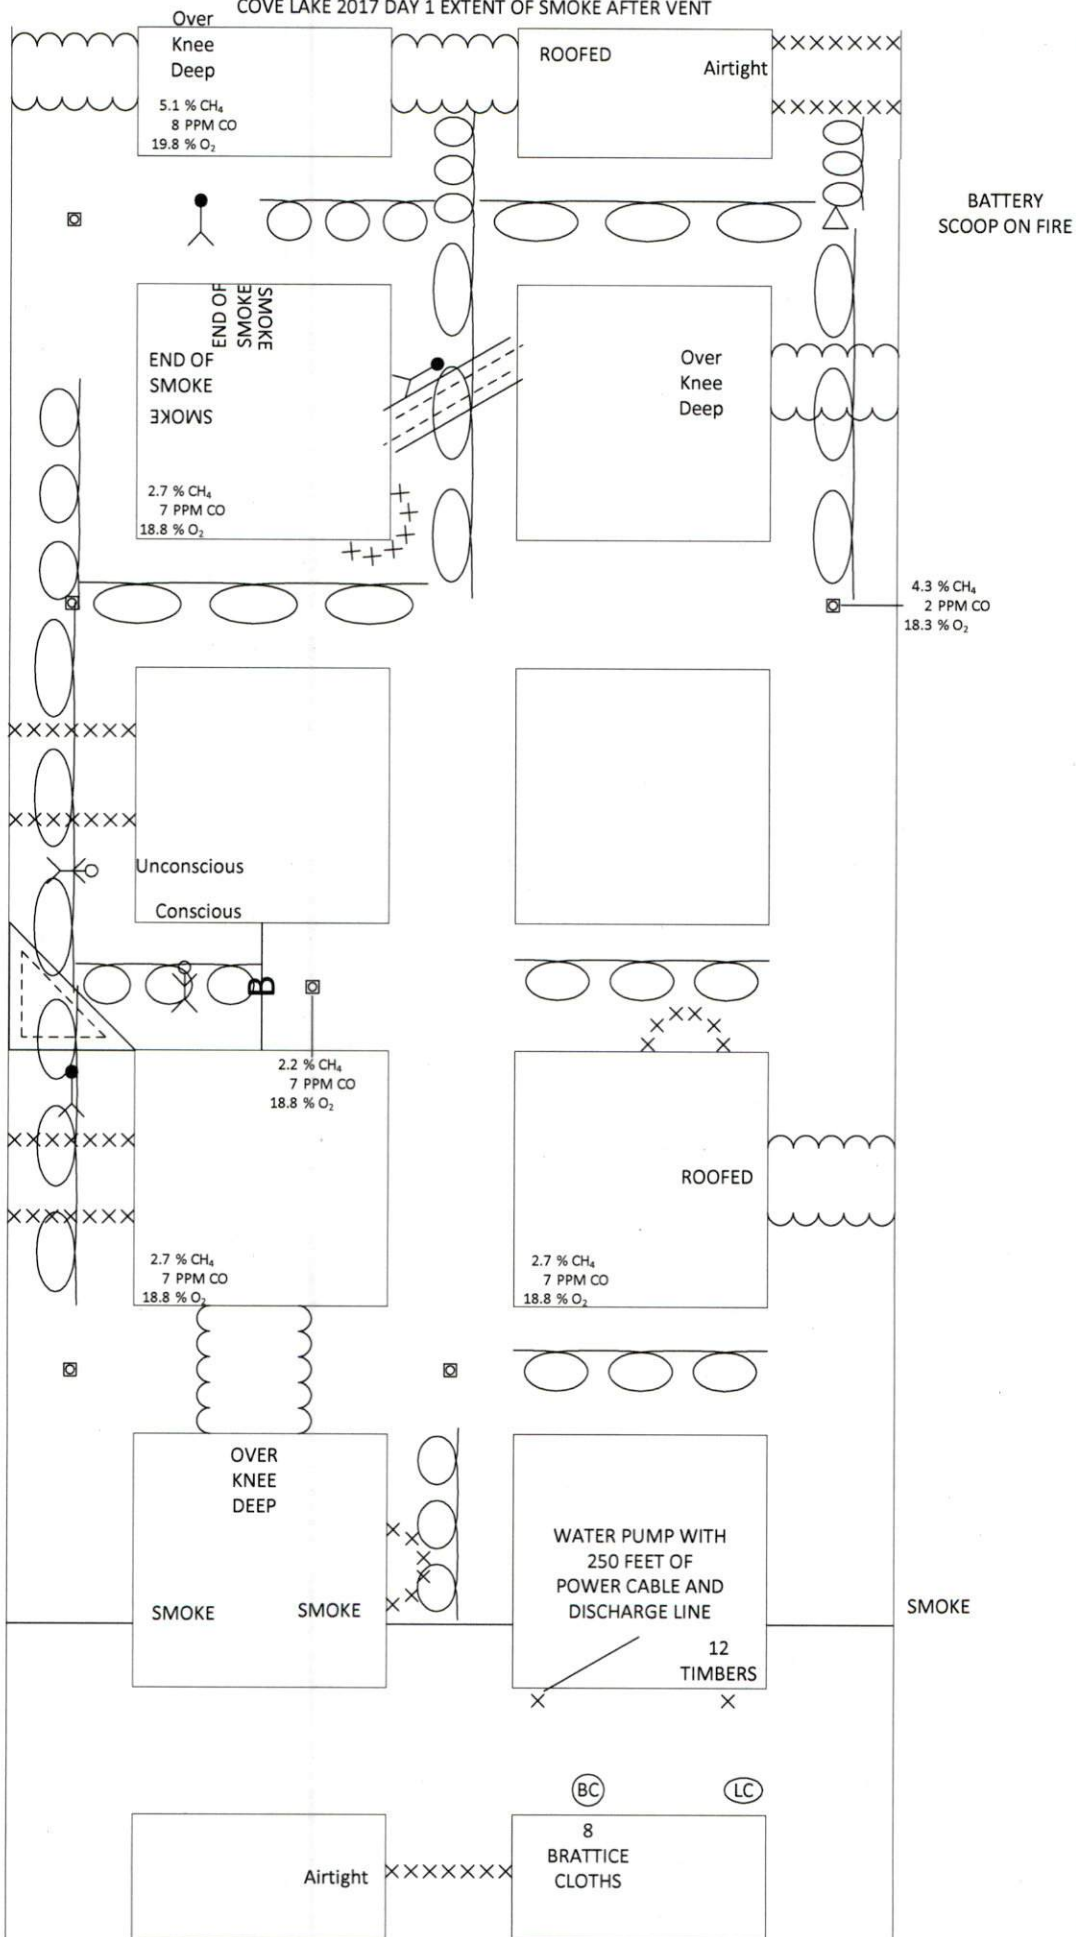 COVE LAKE 2017 DAY 1 EXTENT OF SMOKE AFTER VENT
Over
Knee
Deep
5.1 % CH₄
8 PPM CO
19.8 % O₂
ROOFED
Airtight
BATTERY
SCOOP ON FIRE
END OF
SMOKE
SMOKE
END OF
SMOKE
SMOKE
2.7 % CH₄
7 PPM CO
18.8 % O₂
Over
Knee
Deep
4.3 % CH₄
2 PPM CO
18.3 % O₂
Unconscious
Conscious
B
2.2 % CH₄
7 PPM CO
18.8 % O₂
ROOFED
2.7 % CH₄
7 PPM CO
18.8 % O₂
2.7 % CH₄
7 PPM CO
18.8 % O₂
OVER
KNEE
DEEP
SMOKE
SMOKE
WATER PUMP WITH
250 FEET OF
POWER CABLE AND
DISCHARGE LINE
12
TIMBERS
SMOKE
BC
LC
8
BRATTICE
CLOTHS
Airtight